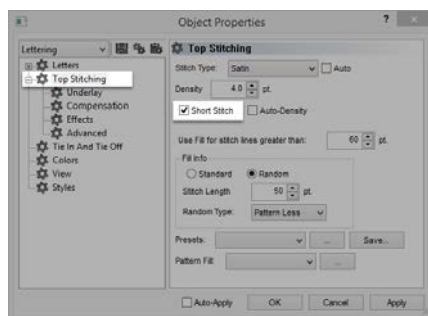 Object Properties
?
Lettering
Letters
Top Stitching
Underlay
Compensation
Effects
Advanced
Tie In And Tie Off
Colors
View
Styles
Top Stitching
Stitch Type: Satin Auto
Density 4.0 pt.
Short Stitch Auto-Density
Use Fill for stitch lines greater than: 60 pt.
Fill Info
Standard Random
Stitch Length 50 pt.
Random Type: Pattern Less
Presets: ... Save...
Pattern Fill: ...
Auto-Apply OK Cancel Apply